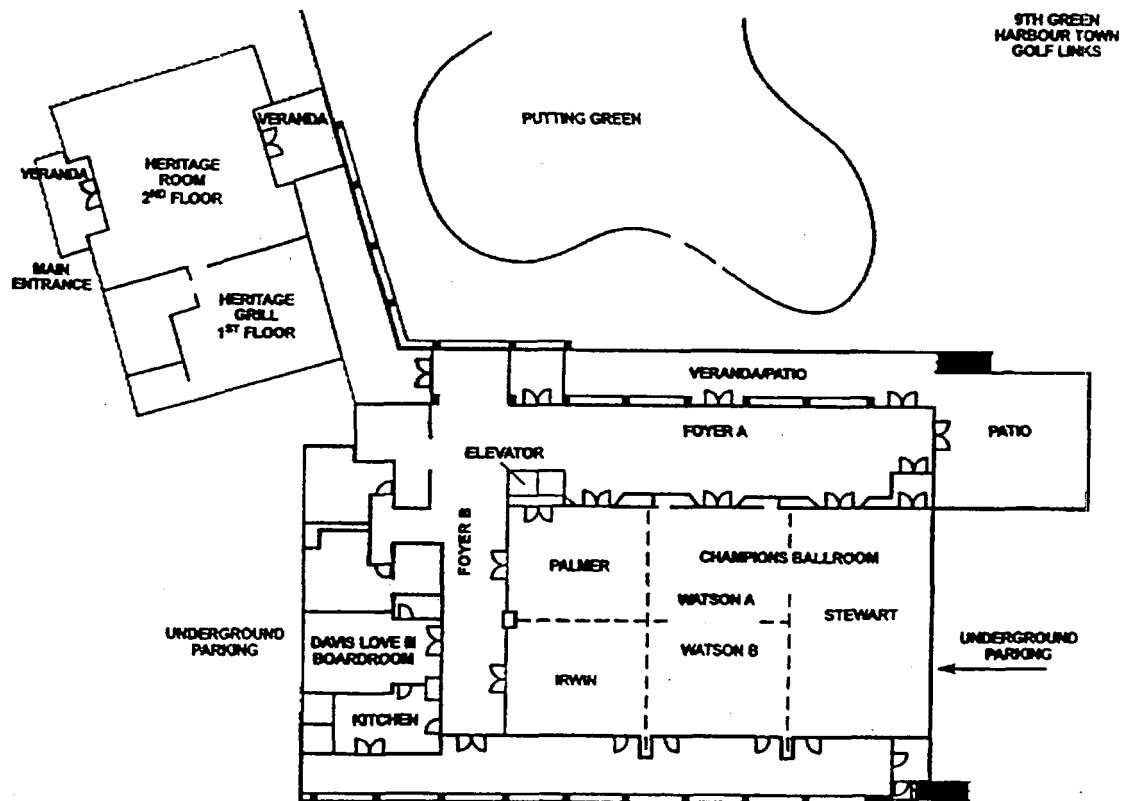 9TH GREEN
HARBOUR TOWN
GOLF LINKS
PUTTING GREEN
VERANDA
HERITAGE
ROOM
2ND FLOOR
VERANDA
MAIN
ENTRANCE
HERITAGE
GRILL
1ST FLOOR
VERANDA/PATIO
FOYER A
PATIO
ELEVATOR
FOYER B
PALMER
CHAMPIONS BALLROOM
WATSON A
STEWART
WATSON B
IRWIN
UNDERGROUND
PARKING
DAVIS LOVE III
BOARDROOM
KITCHEN
UNDERGROUND
PARKING